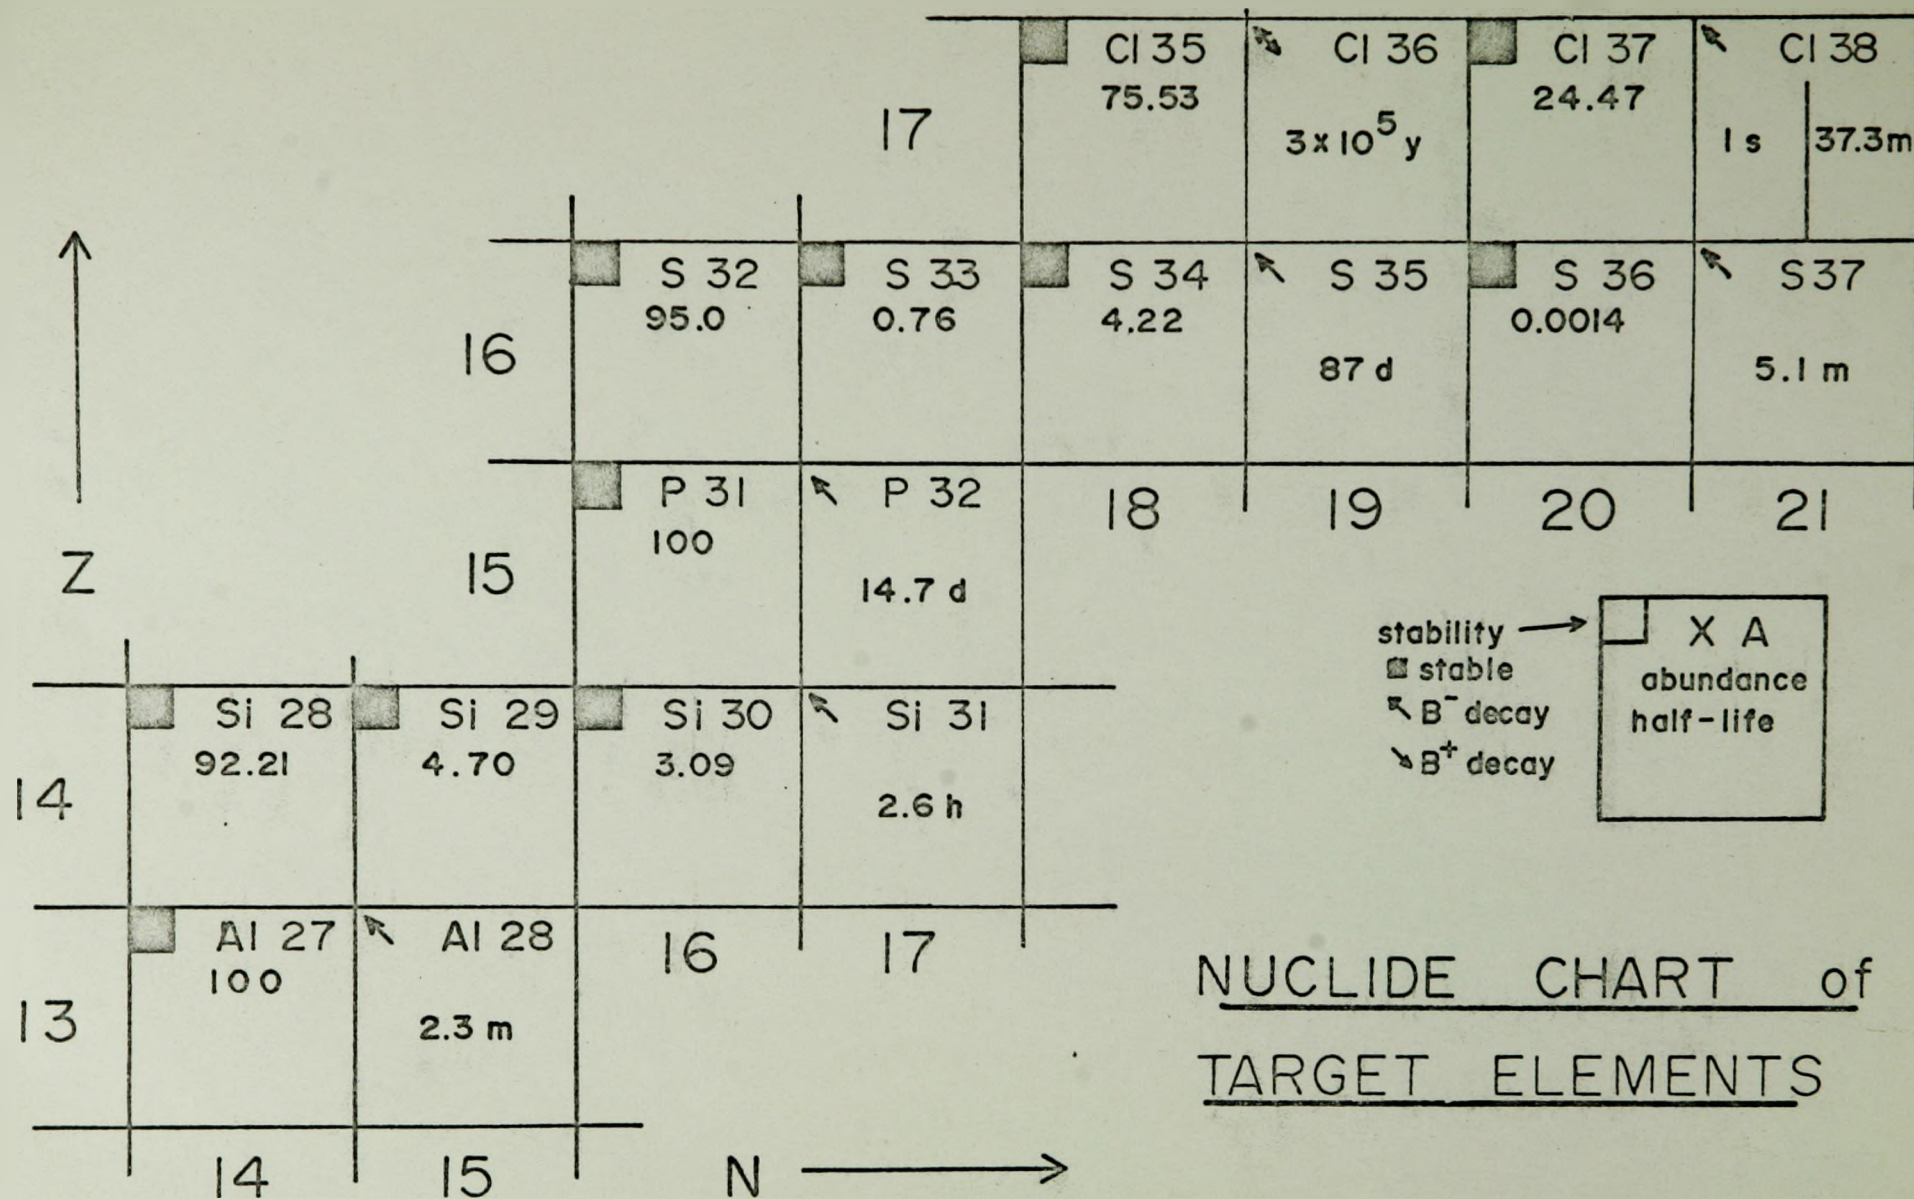 Cl 35
75.53
Cl 36
3 x 10⁵ y
Cl 37
24.47
Cl 38
1 s
37.3m
17
S 32
95.0
S 33
0.76
S 34
4.22
S 35
87 d
S 36
0.0014
S37
5.1 m
16
P 31
100
P 32
14.7 d
15
18
19
20
21
Z
stability
stable
B⁻ decay
B⁺ decay
X A
abundance
half-life
Si 28
92.21
Si 29
4.70
Si 30
3.09
Si 31
2.6 h
14
Al 27
100
Al 28
2.3 m
13
16
17
14
15
N
NUCLIDE CHART of
TARGET ELEMENTS